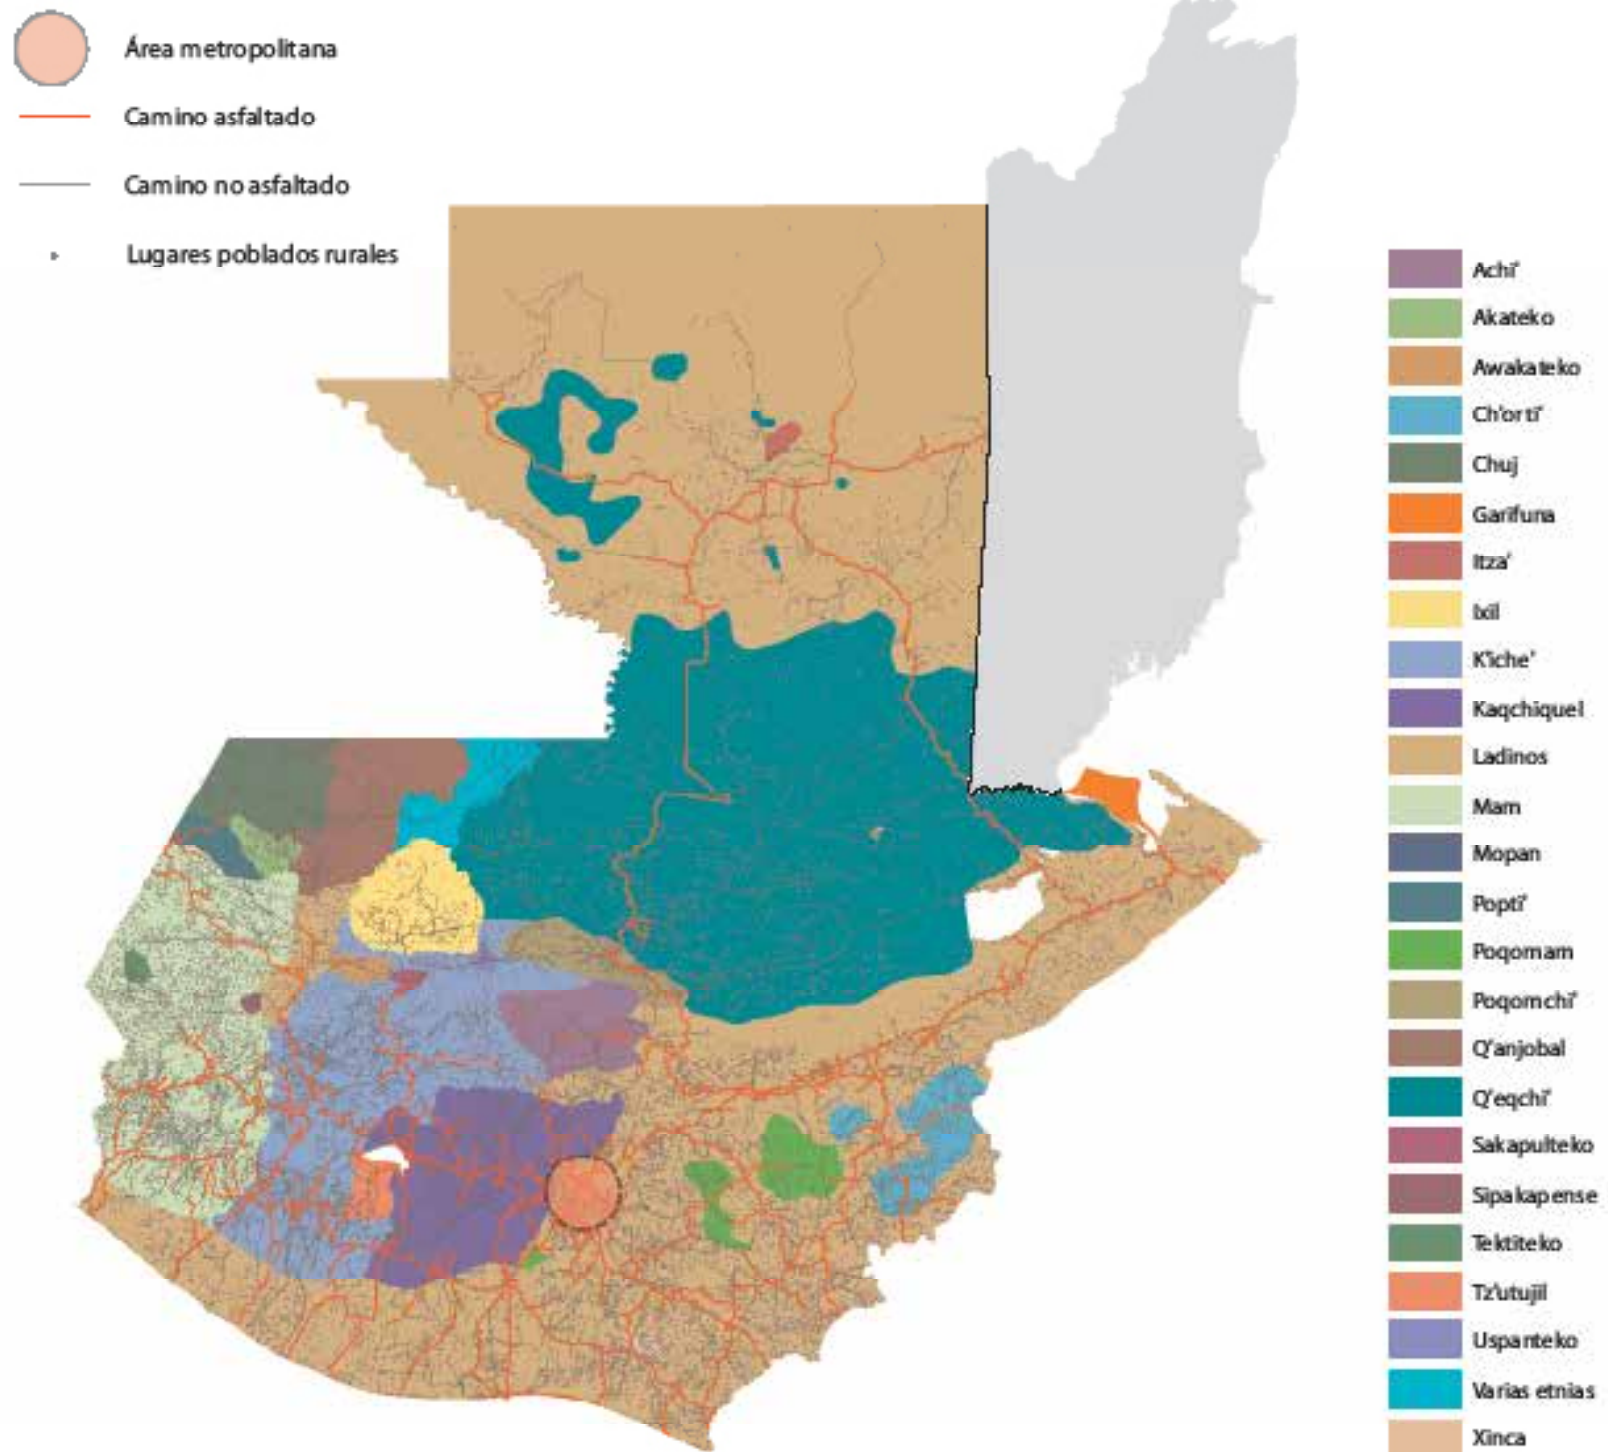 Área metropolitana
Camino asfaltado
Camino no asfaltado
Lugares poblados rurales
Achi'
Akateko
Awakateko
Ch'orti'
Chuj
Garífuna
Itza'
Ixil
K'iche'
Kaqchiquel
Ladinos
Mam
Mopan
Popti'
Poqomam
Poqomchi'
Q'anjobal
Q'eqchi'
Sakapulteko
Sipakapense
Tektiteko
Tz'utujil
Uspanteko
Varias etnias
Xinca